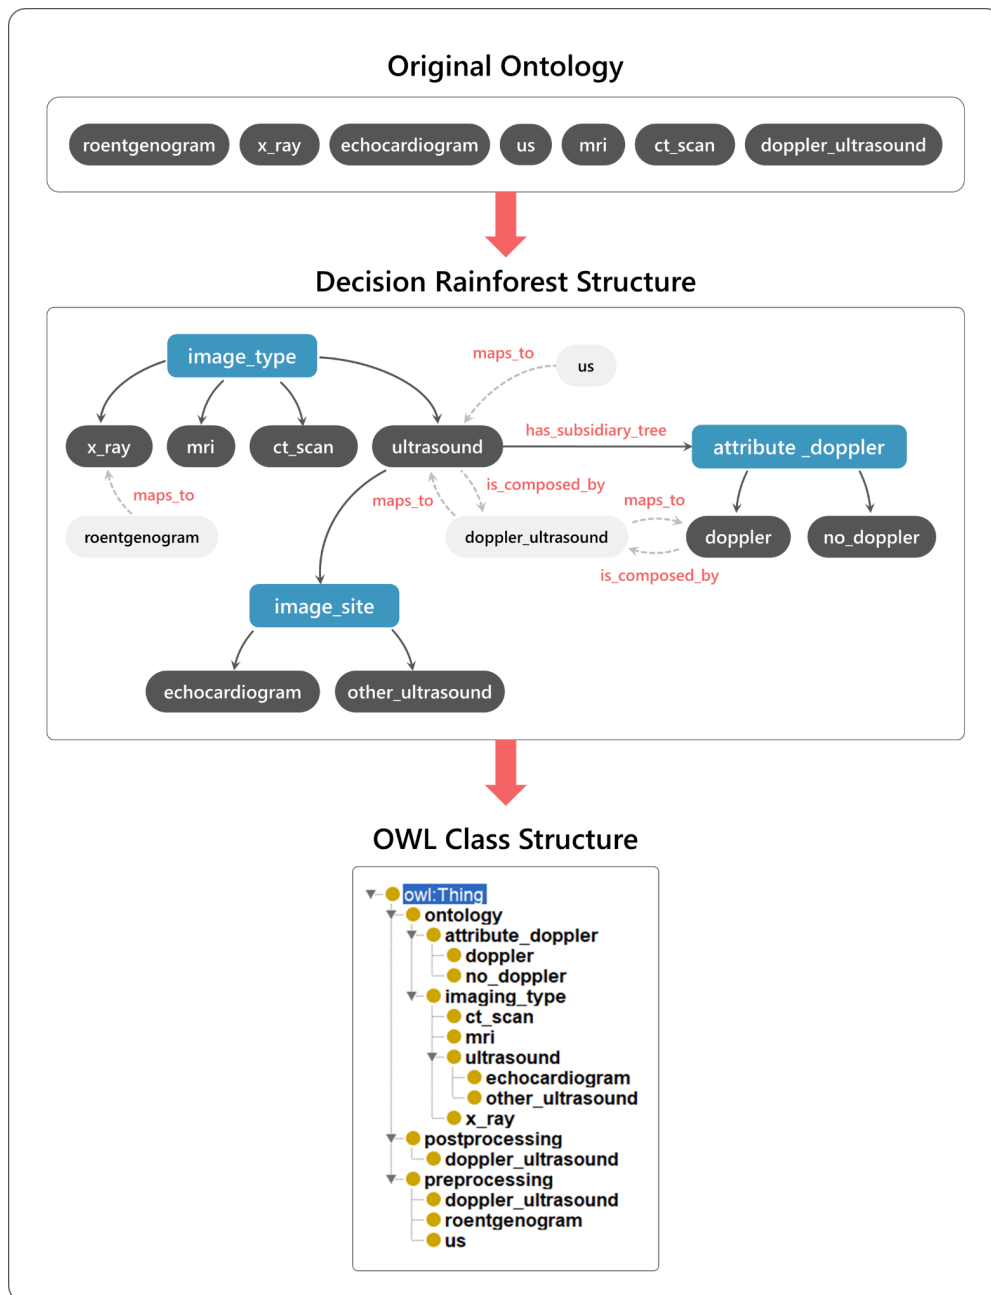 Original Ontology
roentgenogram x_ray echocardiogram us mri ct_scan doppler_ultrasound
Decision Rainforest Structure
image_type
maps_to
us
x_ray
mri
ct_scan
ultrasound
has_subsidiary_tree
attribute _doppler
maps_to
roentgenogram
maps_to
is_composed_by
doppler_ultrasound
maps_to
doppler
no_doppler
is_composed_by
image_site
echocardiogram
other_ultrasound
OWL Class Structure
owl:Thing
ontology
attribute_doppler
doppler
no_doppler
imaging_type
ct_scan
mri
ultrasound
echocardiogram
other_ultrasound
x_ray
postprocessing
doppler_ultrasound
preprocessing
doppler_ultrasound
roentgenogram
us